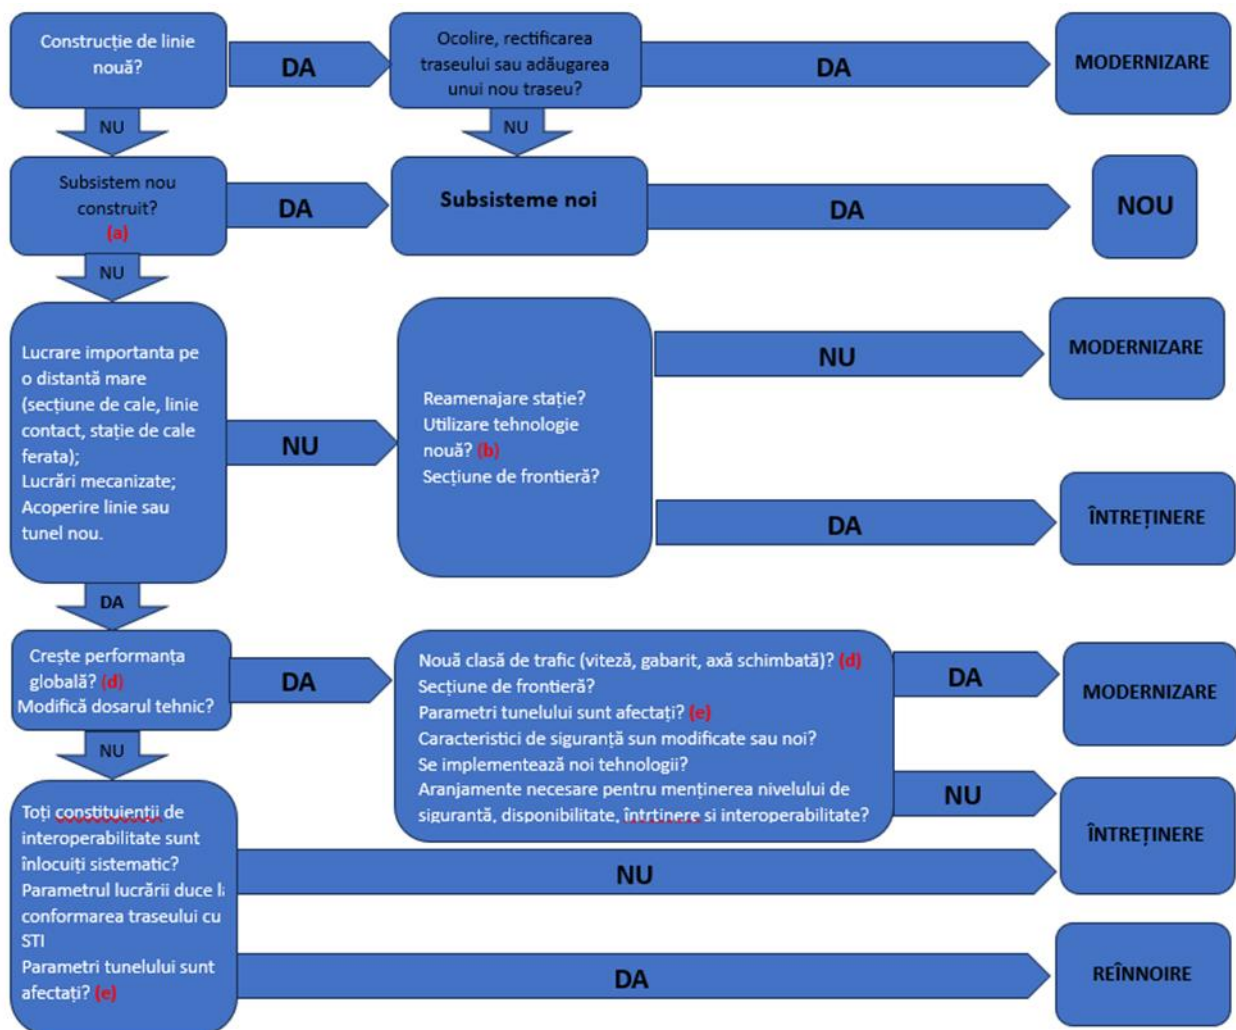 Construcție de linie
nouă?
DA
Ocolire, rectificarea
traseului sau adăugarea
unui nou traseu?
DA
MODERNIZARE
NU
NU
Subsistem nou
construit?
(a)
DA
Subsisteme noi
DA
NOU
NU
Lucrare importanta pe
o distantă mare
(secțiune de cale, linie
contact, stație de cale
ferata);
Lucrări mecanizate;
Acoperire linie sau
tunel nou.
NU
Reamenajare stație?
Utilizare tehnologie
nouă? (b)
Secțiune de frontieră?
NU
MODERNIZARE
DA
ÎNTREȚINERE
DA
Crește performanța
globală? (d)
Modifică dosarul tehnic?
DA
Nouă clasă de trafic (viteză, gabarit, axă schimbată)? (d)
Secțiune de frontieră?
Parametri tunelului sunt afectați? (e)
Caracteristici de siguranță sun modificate sau noi?
Se implementează noi tehnologii?
Aranjamente necesare pentru menținerea nivelului de
sigurantă, disponibilitate, întrținere si interoperabilitate?
DA
MODERNIZARE
NU
NU
ÎNTREȚINERE
Toți constituienții de
interoperabilitate sunt
înlocuiți sistematic?
Parametrul lucrării duce la
conformarea traseului cu
STI
Parametri tunelului sunt
afectați? (e)
NU
DA
REÎNNOIRE